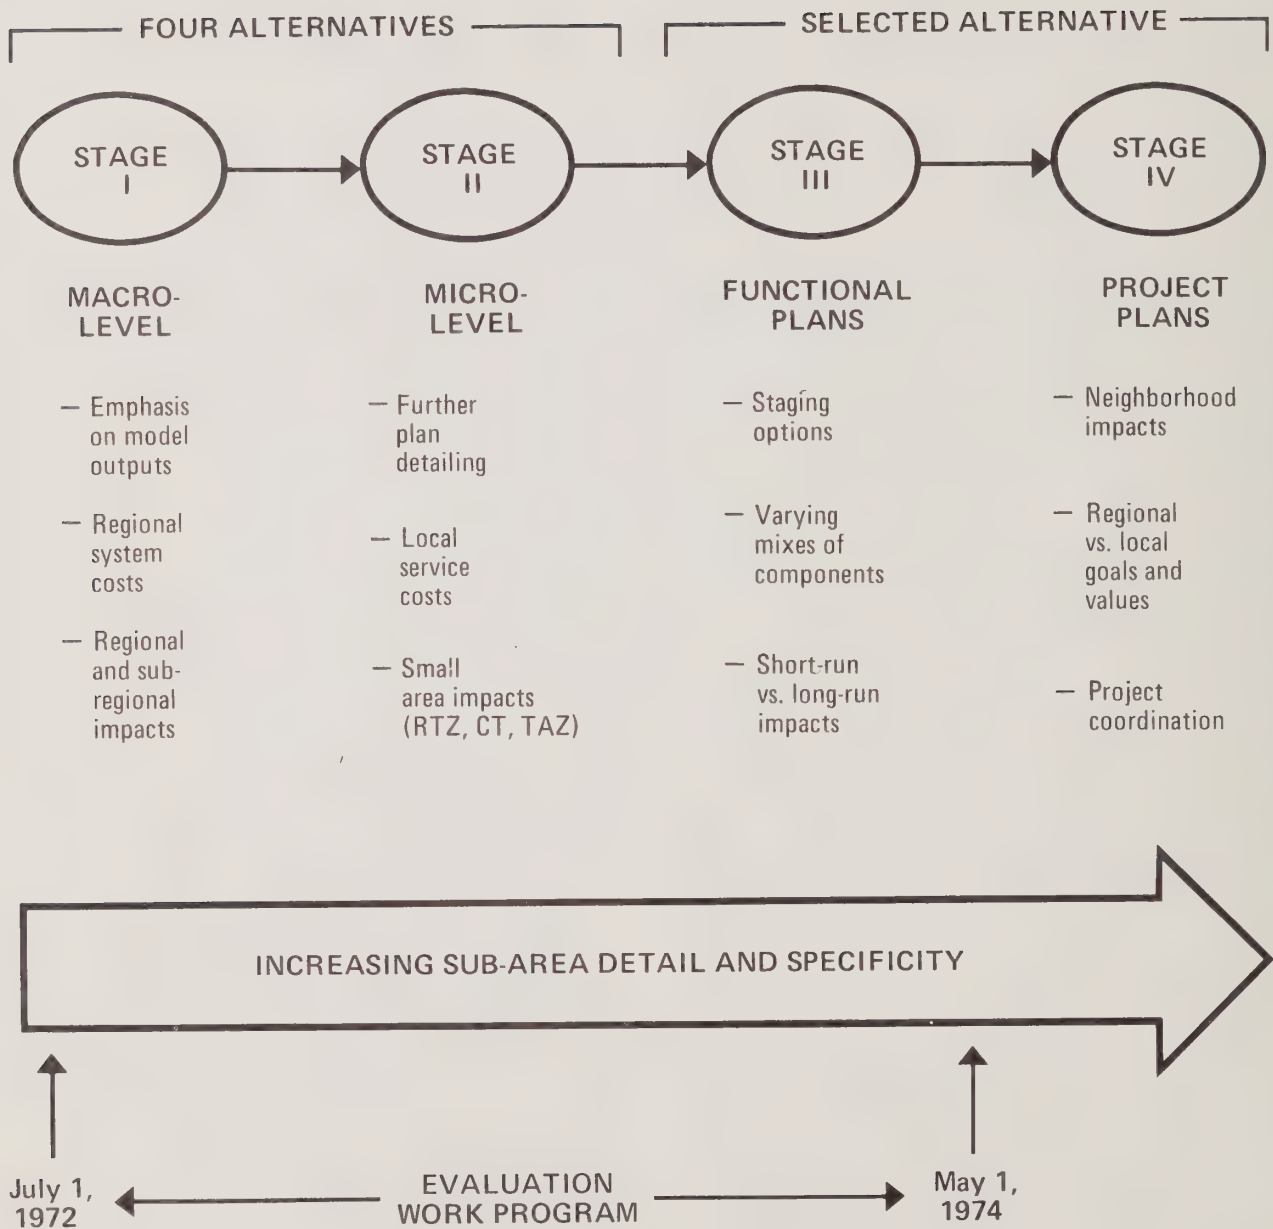 FOUR ALTERNATIVES
SELECTED ALTERNATIVE
STAGE
I
STAGE
II
STAGE
III
STAGE
IV
MACRO-
LEVEL
MICRO-
LEVEL
FUNCTIONAL
PLANS
PROJECT
PLANS
— Emphasis
on model
outputs
— Regional
system
costs
— Regional
and sub-
regional
impacts
— Further
plan
detailing
— Local
service
costs
— Small
area impacts
(RTZ, CT, TAZ)
— Staging
options
— Varying
mixes of
components
— Short-run
vs. long-run
impacts
— Neighborhood
impacts
— Regional
vs. local
goals and
values
— Project
coordination
INCREASING SUB-AREA DETAIL AND SPECIFICITY
July 1,
1972
EVALUATION
WORK PROGRAM
May 1,
1974